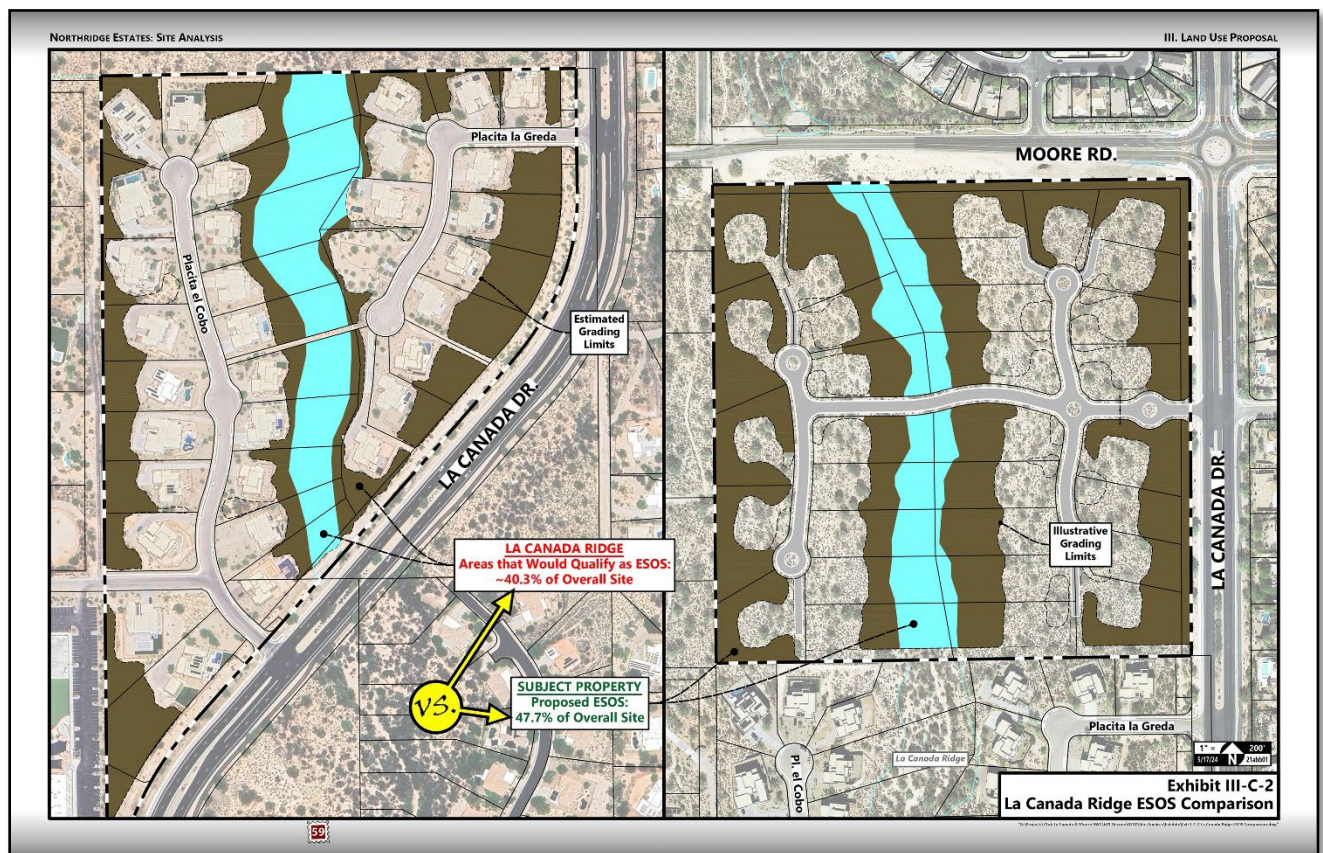 Northridge Estates: Site Analysis
III. Land Use Proposal
Placita la Greda
Placita el Cobo
Estimated
Grading
Limits
LA CANADA DR.
LA CANADA RIDGE
Areas that Would Qualify as ESOS:
~40.3% of Overall Site
VS.
SUBJECT PROPERTY
Proposed ESOS:
47.7% of Overall Site
MOORE RD.
LA CANADA DR.
Illustrative
Grading
Limits
Placita la Greda
Pl. el Cobo
La Canada Ridge
1" = 200'
5/17/24 N 21abb01
Exhibit III-C-2
La Canada Ridge ESOS Comparison
59